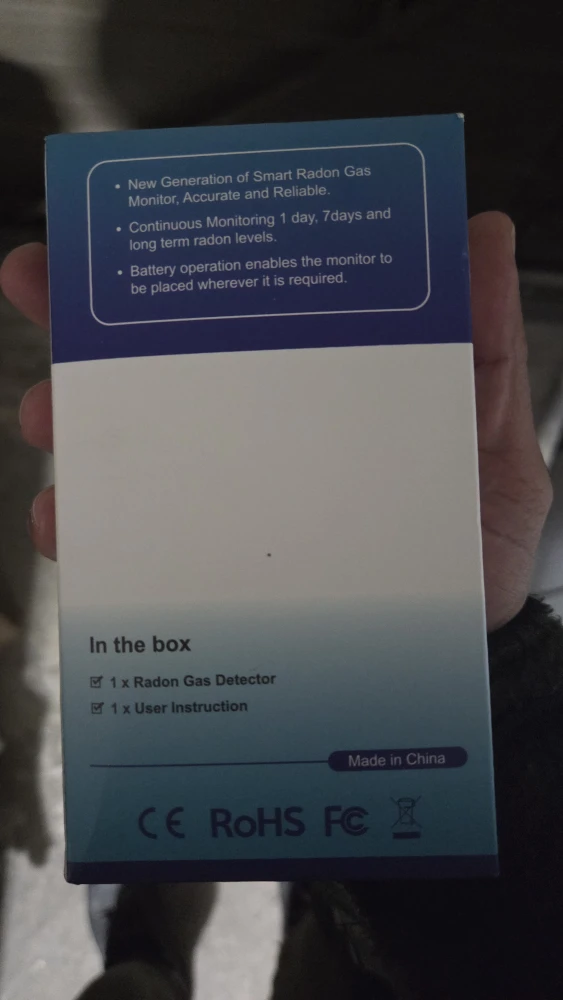 • New Generation of Smart Radon Gas
Monitor, Accurate and Reliable.
• Continuous Monitoring 1 day, 7days and
long term radon levels.
• Battery operation enables the monitor to
be placed wherever it is required.
In the box
☑ 1 x Radon Gas Detector
☑ 1 x User Instruction
Made in China
CE RoHS FC